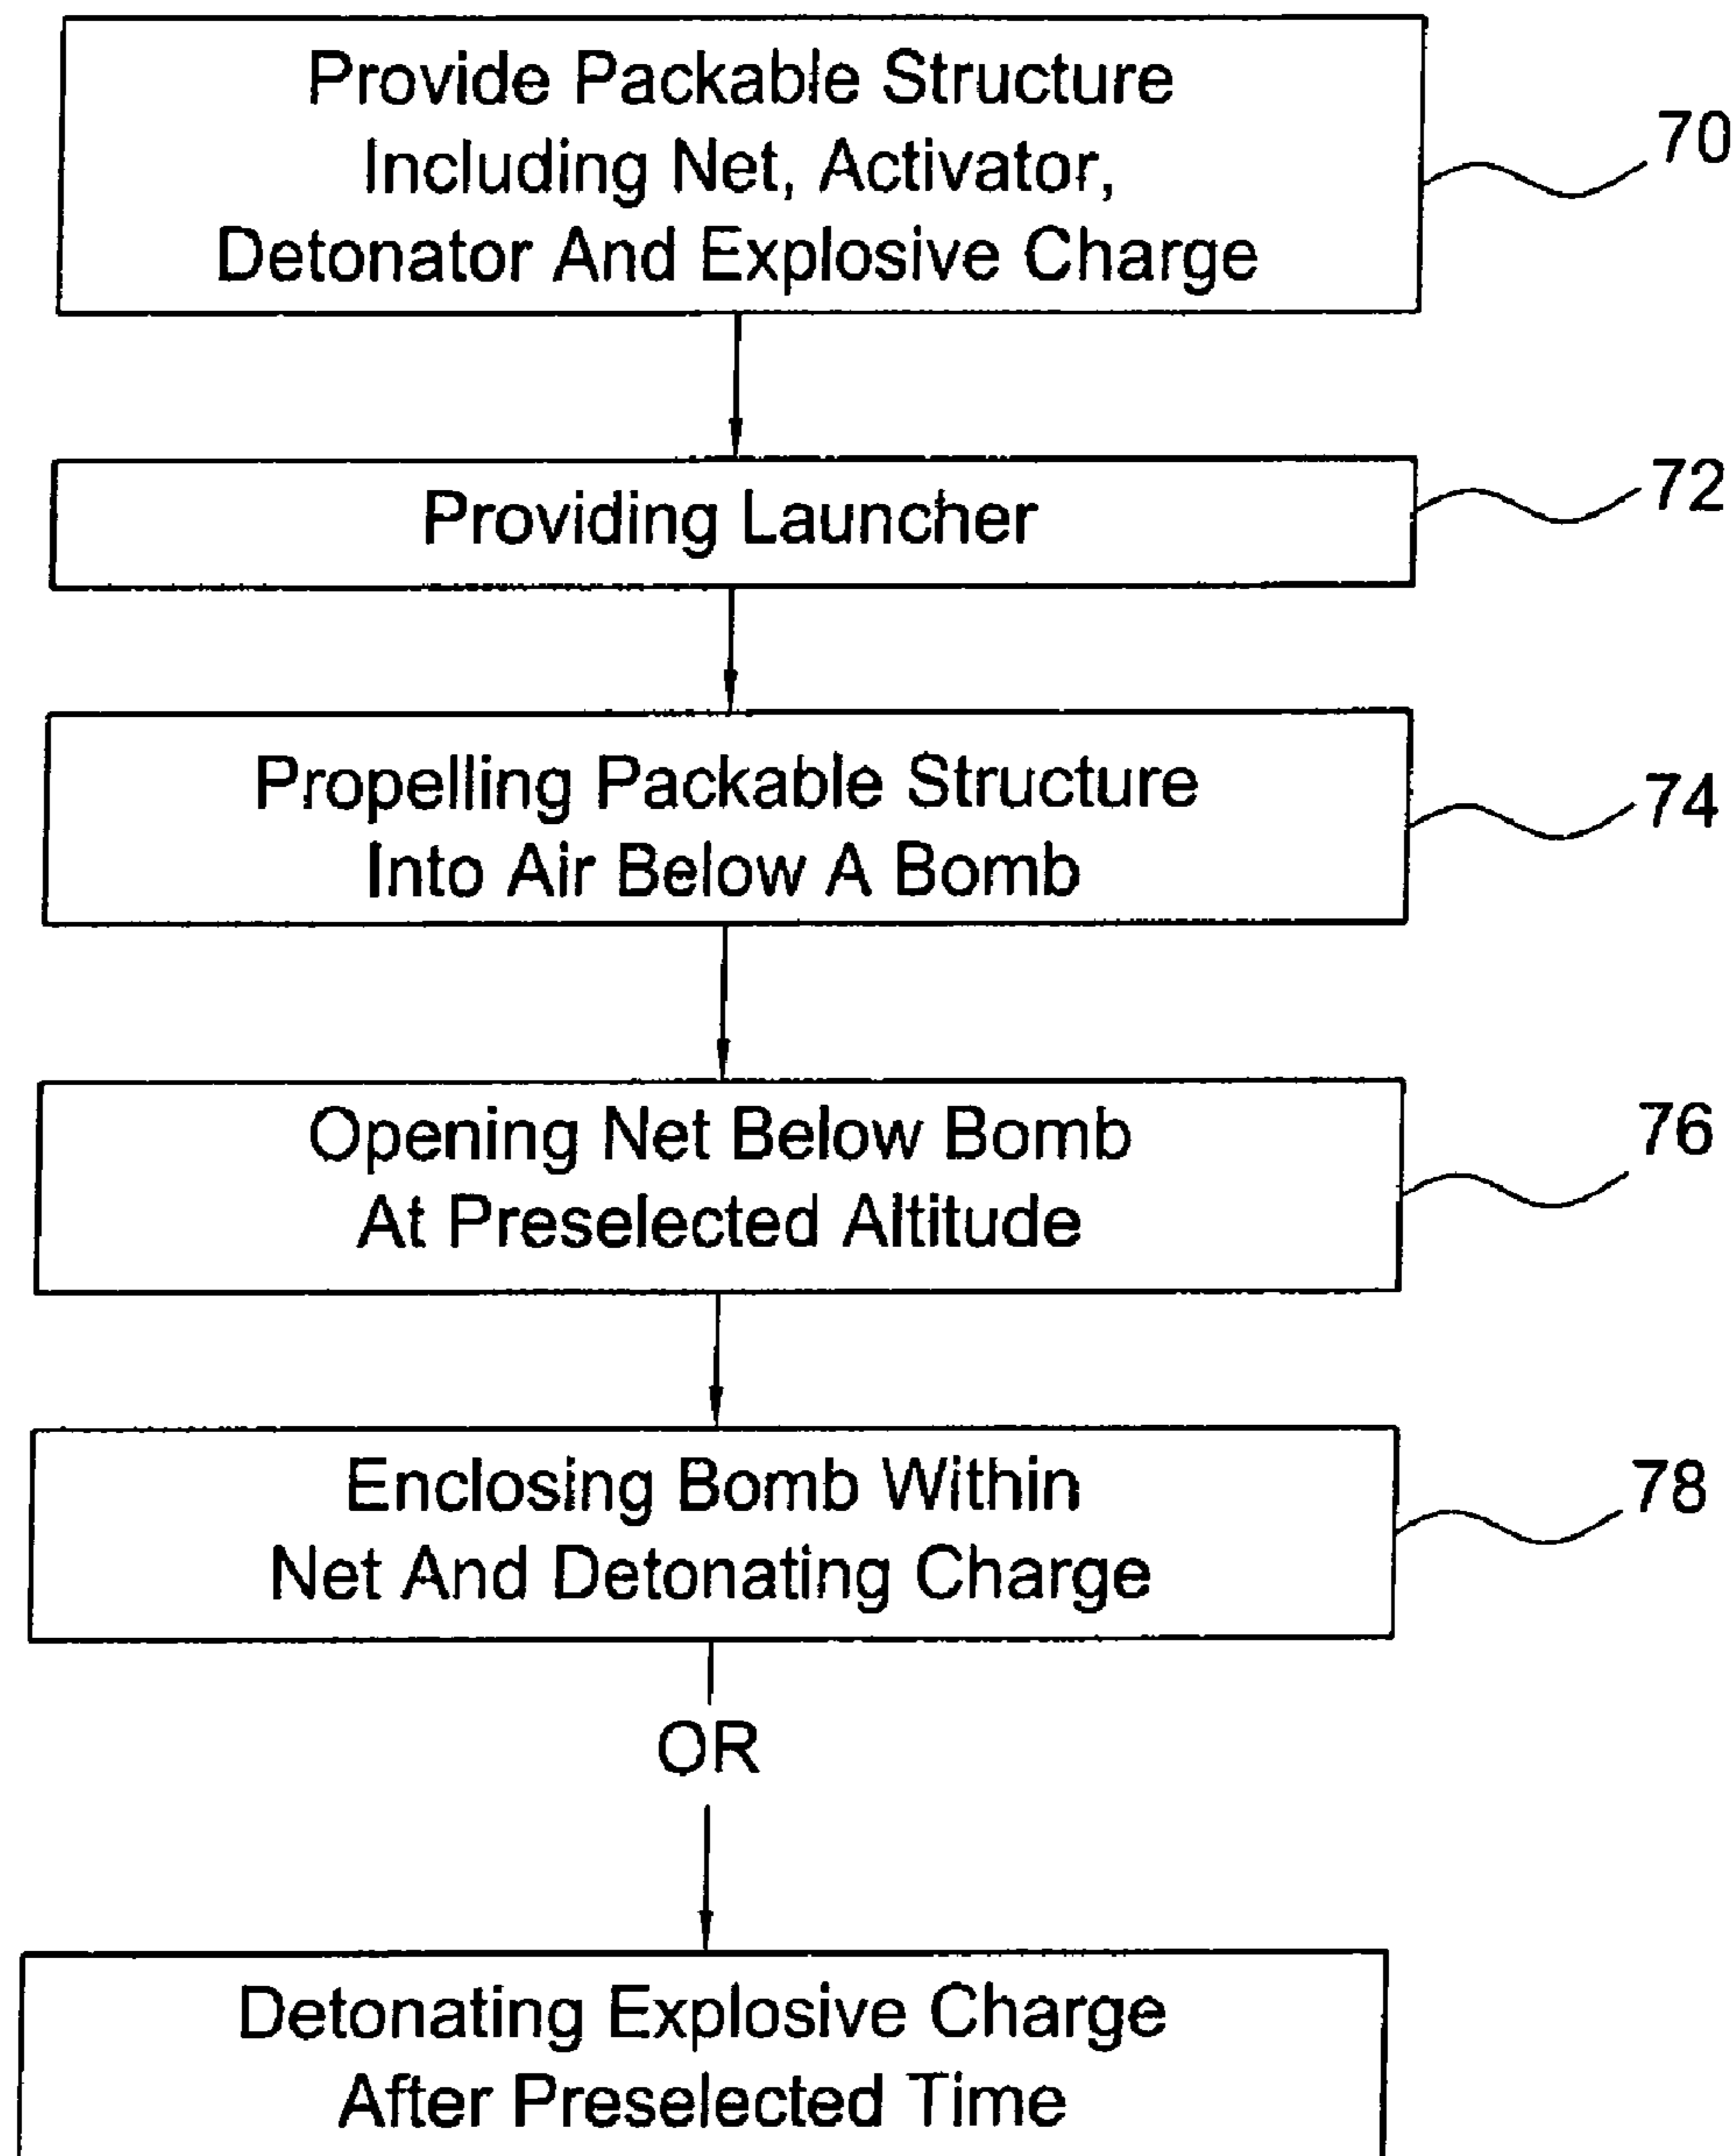 Provide Packable Structure
Including Net, Activator,
Detonator And Explosive Charge
70
Providing Launcher
72
Propelling Packable Structure
Into Air Below A Bomb
74
Opening Net Below Bomb
At Preselected Altitude
76
Enclosing Bomb Within
Net And Detonating Charge
78
OR
Detonating Explosive Charge
After Preselected Time